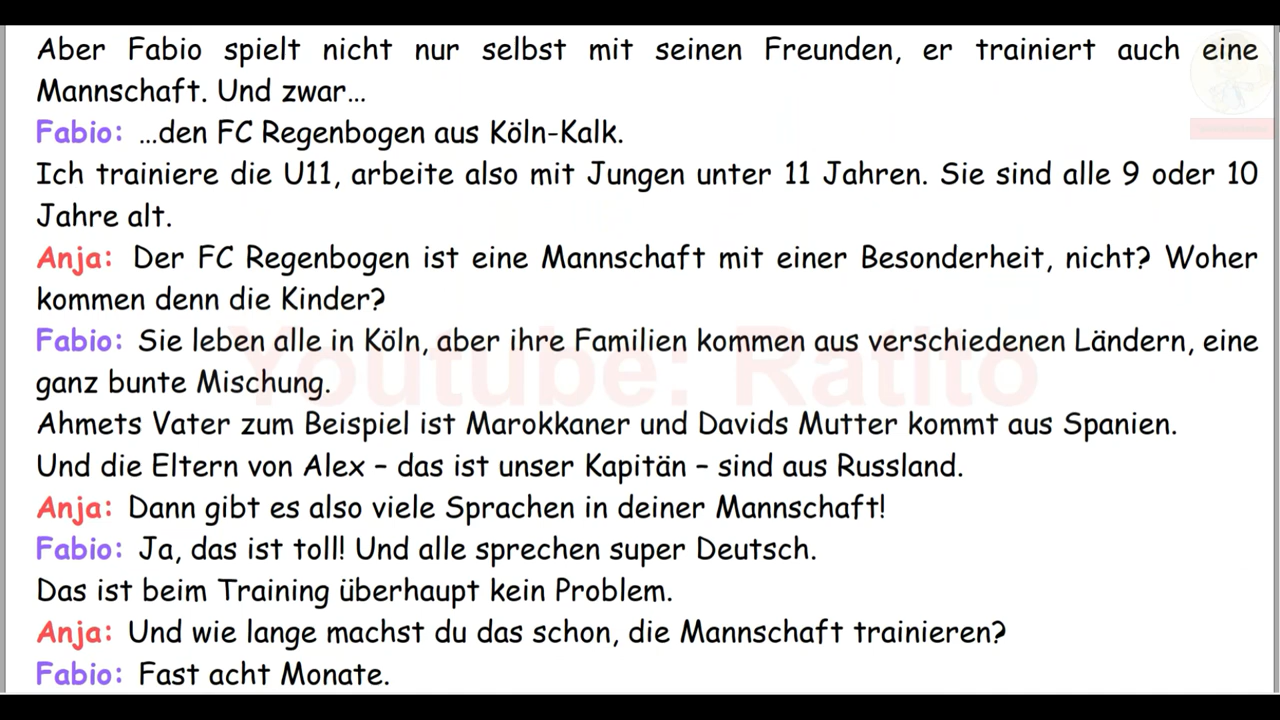 Aber Fabio spielt nicht nur selbst mit seinen Freunden, er trainiert auch eine
Mannschaft. Und zwar...
Fabio: ...den FC Regenbogen aus Köln-Kalk.
Ich trainiere die U11, arbeite also mit Jungen unter 11 Jahren. Sie sind alle 9 oder 10
Jahre alt.
Anja: Der FC Regenbogen ist eine Mannschaft mit einer Besonderheit, nicht? Woher
kommen denn die Kinder?
Fabio: Sie leben alle in Köln, aber ihre Familien kommen aus verschiedenen Ländern, eine
ganz bunte Mischung.
Youtube: Ratito
Ahmets Vater zum Beispiel ist Marokkaner und Davids Mutter kommt aus Spanien.
Und die Eltern von Alex – das ist unser Kapitän – sind aus Russland.
Anja: Dann gibt es also viele Sprachen in deiner Mannschaft!
Fabio: Ja, das ist toll! Und alle sprechen super Deutsch.
Das ist beim Training überhaupt kein Problem.
Anja: Und wie lange machst du das schon, die Mannschaft trainieren?
Fabio: Fast acht Monate.